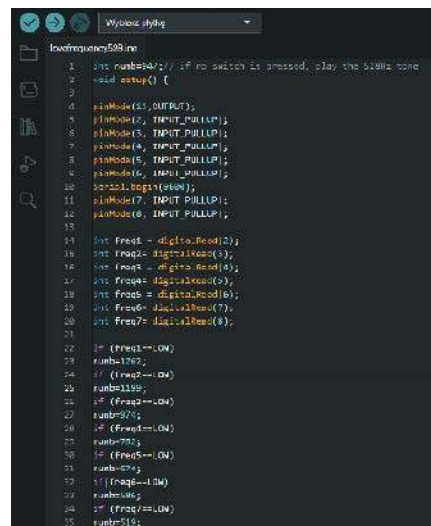 Wybierz płytkę
lovefrequency528.ino
1 int numb=947;// if no switch is pressed, play the 528Hz tone
2 void setup() {
3
4 pinMode(11,OUTPUT);
5 pinMode(2, INPUT_PULLUP);
6 pinMode(3, INPUT_PULLUP);
7 pinMode(4, INPUT_PULLUP);
8 pinMode(5, INPUT_PULLUP);
9 pinMode(6, INPUT_PULLUP);
10 Serial.begin(9600);
11 pinMode(7, INPUT_PULLUP);
12 pinMode(8, INPUT_PULLUP);
13
14 int freq1 = digitalRead(2);
15 int freq2= digitalRead(3);
16 int freq3 = digitalRead(4);
17 int freq4= digitalRead(5);
18 int freq5 = digitalRead(6);
19 int freq6= digitalRead(7);
20 int freq7= digitalRead(8);
21
22 if (freq1==LOW)
23 numb=1262;
24 if (freq2==LOW)
25 numb=1199;
26 if (freq3==LOW)
27 numb=974;
28 if (freq4==LOW)
29 numb=782;
30 if (freq5==LOW)
31 numb=674;
32 if(freq6==LOW)
33 numb=586;
34 if (freq7==LOW)
35 numb=519;